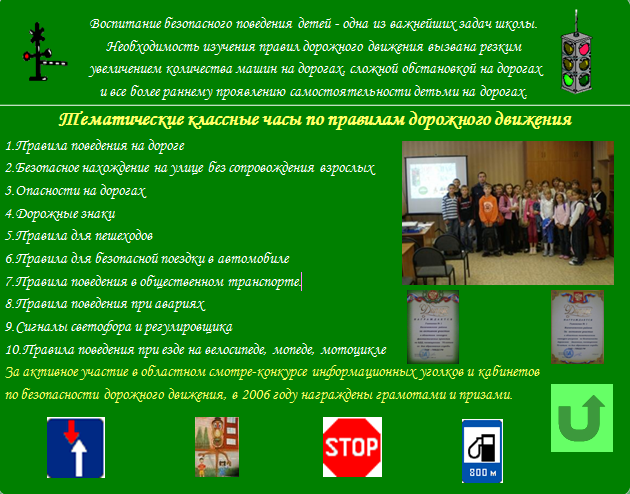 Воспитание безопасного поведения детей - одна из важнейших задач школы.
Необходимость изучения правил дорожного движения вызвана резким
увеличением количества машин на дорогах, сложной обстановкой на дорогах
и все более раннему проявлению самостоятельности детьми на дорогах.
Тематические классные часы по правилам дорожного движения
1.Правила поведения на дороге
2.Безопасное нахождение на улице без сопровождения взрослых
3.Опасности на дорогах
4.Дорожные знаки
5.Правила для пешеходов
6.Правила для безопасной поездки в автомобиле
7.Правила поведения в общественном транспорте.
8.Правила поведения при авариях
9.Сигналы светофора и регулировщика
10.Правила поведения при езде на велосипеде, мопеде, мотоцикле
За активное участие в областном смотре-конкурсе информационных уголков и кабинетов
по безопасности дорожного движения, в 2006 году награждены грамотами и призами.
STOP
800 м